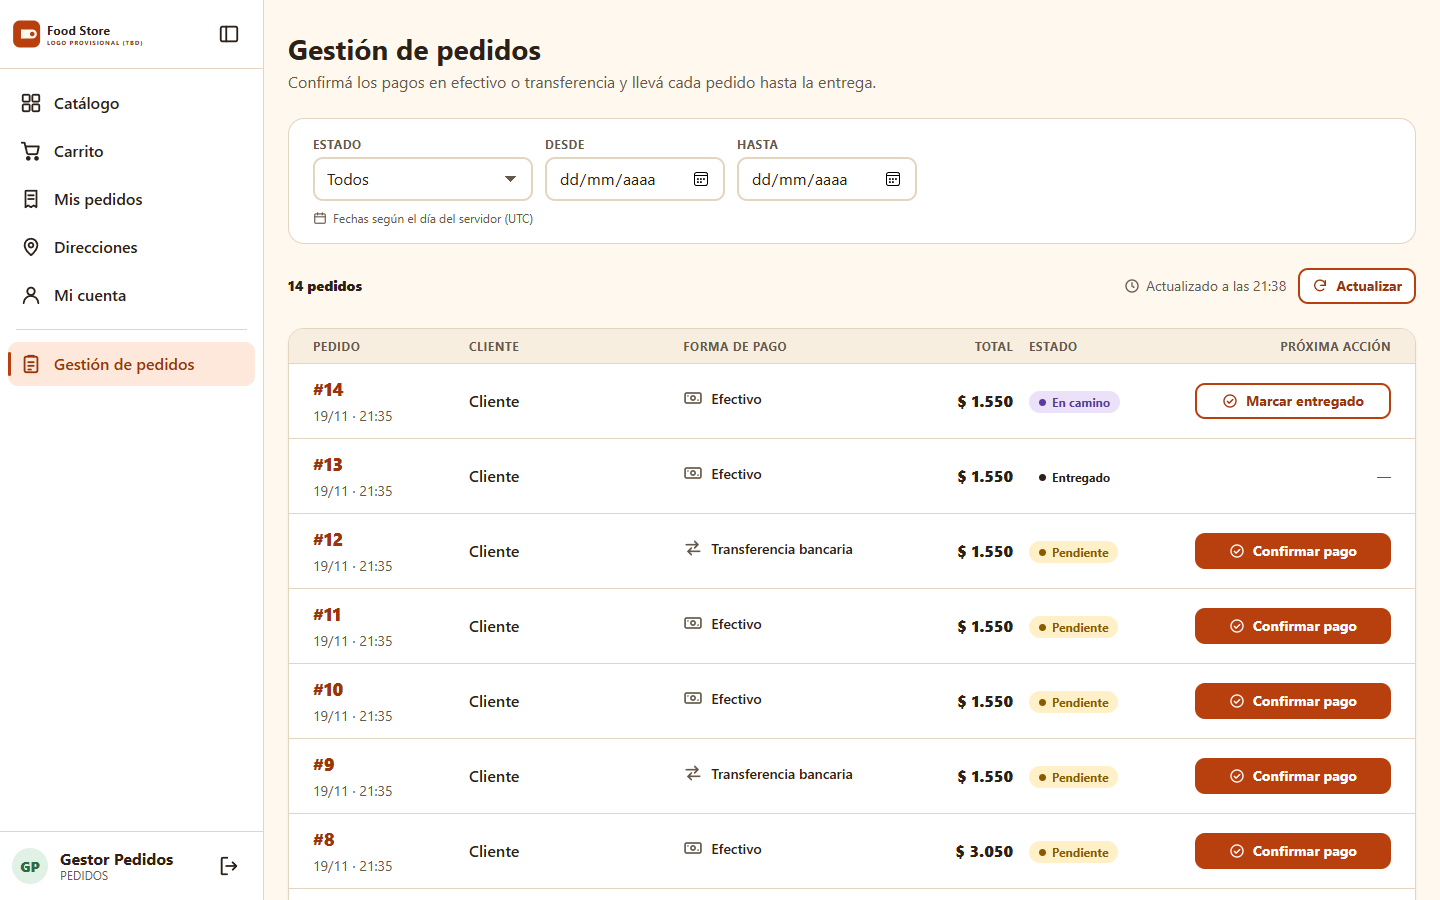 Food Store
LOGO PROVISIONAL (TBD)
Catálogo
Carrito
Mis pedidos
Direcciones
Mi cuenta
Gestión de pedidos
GP
Gestor Pedidos
PEDIDOS
Gestión de pedidos
Confirmá los pagos en efectivo o transferencia y llevá cada pedido hasta la entrega.
ESTADO DESDE HASTA
Todos dd/mm/aaaa dd/mm/aaaa
Fechas según el día del servidor (UTC)
14 pedidos Actualizado a las 21:38 Actualizar
PEDIDO CLIENTE FORMA DE PAGO TOTAL ESTADO PRÓXIMA ACCIÓN
#14
19/11 · 21:35 Cliente Efectivo $ 1.550 En camino Marcar entregado
#13
19/11 · 21:35 Cliente Efectivo $ 1.550 Entregado —
#12
19/11 · 21:35 Cliente Transferencia bancaria $ 1.550 Pendiente Confirmar pago
#11
19/11 · 21:35 Cliente Efectivo $ 1.550 Pendiente Confirmar pago
#10
19/11 · 21:35 Cliente Efectivo $ 1.550 Pendiente Confirmar pago
#9
19/11 · 21:35 Cliente Transferencia bancaria $ 1.550 Pendiente Confirmar pago
#8
19/11 · 21:35 Cliente Efectivo $ 3.050 Pendiente Confirmar pago